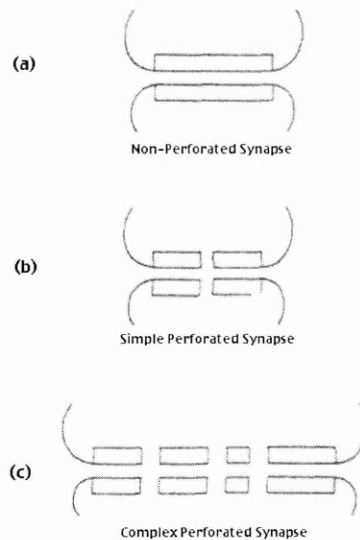 (a)
Non-Perforated Synapse
(b)
Simple Perforated Synapse
(c)
Complex Perforated Synapse